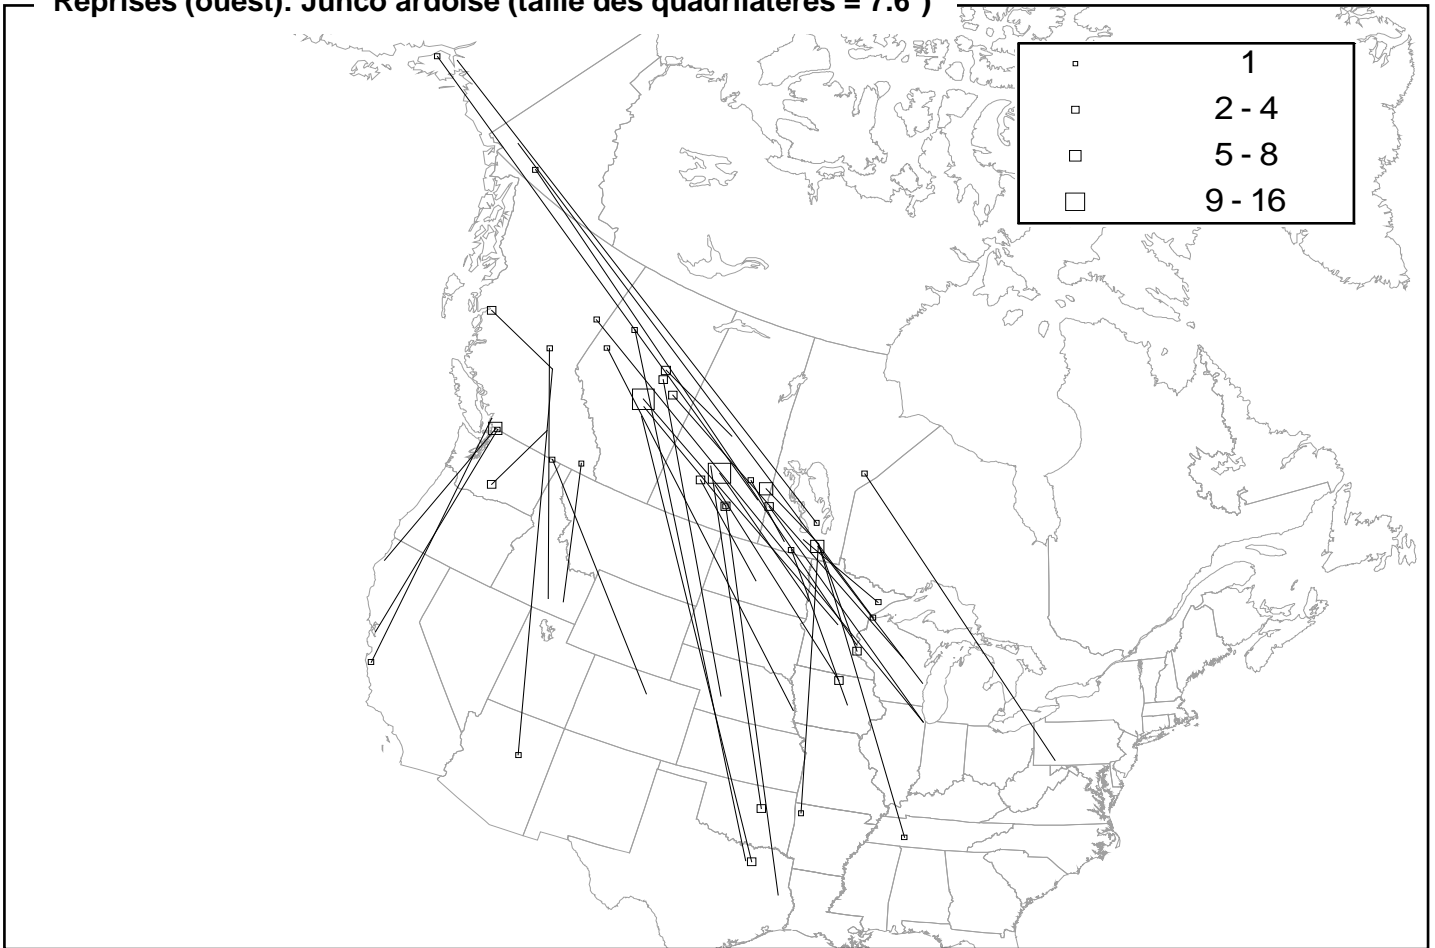 Reprises (ouest): Junco ardoisé (taille des quadrilatères = 7.6°)
1
2 - 4
5 - 8
9 - 16